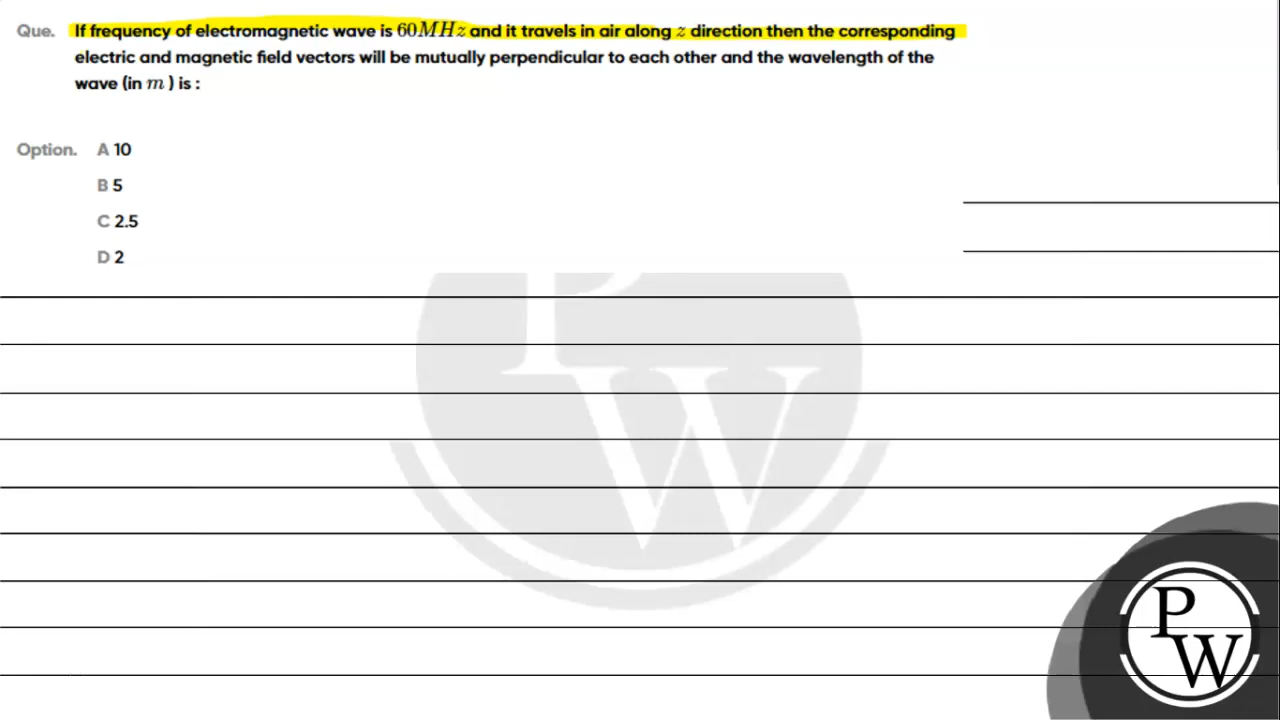 Que. If frequency of electromagnetic wave is 60MHz and it travels in air along z direction then the corresponding
electric and magnetic field vectors will be mutually perpendicular to each other and the wavelength of the
wave (in m ) is :
Option. A 10
B 5
C 2.5
D 2
P
W
P
W